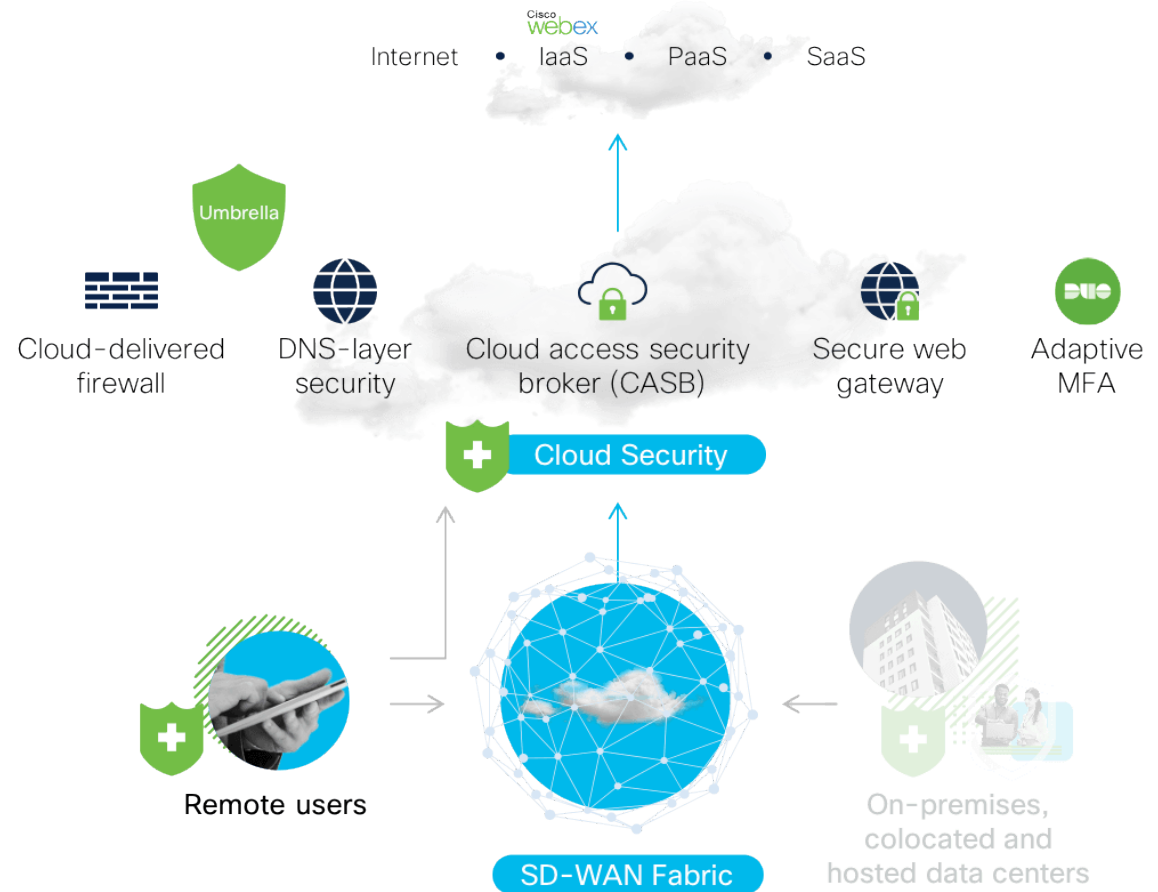 Cisco
webex
Internet • IaaS • PaaS • SaaS
Umbrella
Cloud-delivered
firewall
DNS-layer
security
Cloud access security
broker (CASB)
Secure web
gateway
DUO
Adaptive
MFA
Cloud Security
Remote users
On-premises,
colocated and
hosted data centers
SD-WAN Fabric